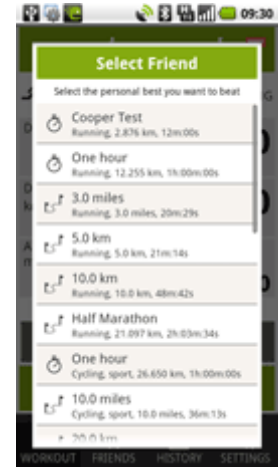 09:30
Select Friend
Select the personal best you want to beat
Cooper Test
Running, 2.876 km, 12m:00s
One hour
Running, 12.255 km, 1h:00m:00s
3.0 miles
Running, 3.0 miles, 20m:29s
5.0 km
Running, 5.0 km, 21m:14s
10.0 km
Running, 10.0 km, 48m:42s
Half Marathon
Running, 21.097 km, 2h:03m:34s
One hour
Cycling, sport, 26.650 km, 1h:00m:00s
10.0 miles
Cycling, sport, 10.0 miles, 36m:13s
20.0 km
WORKOUT FRIENDS HISTORY SETTINGS